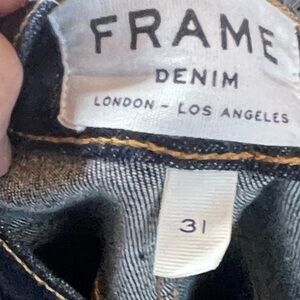 FRAME
DENIM
LONDON - LOS ANGELES
31